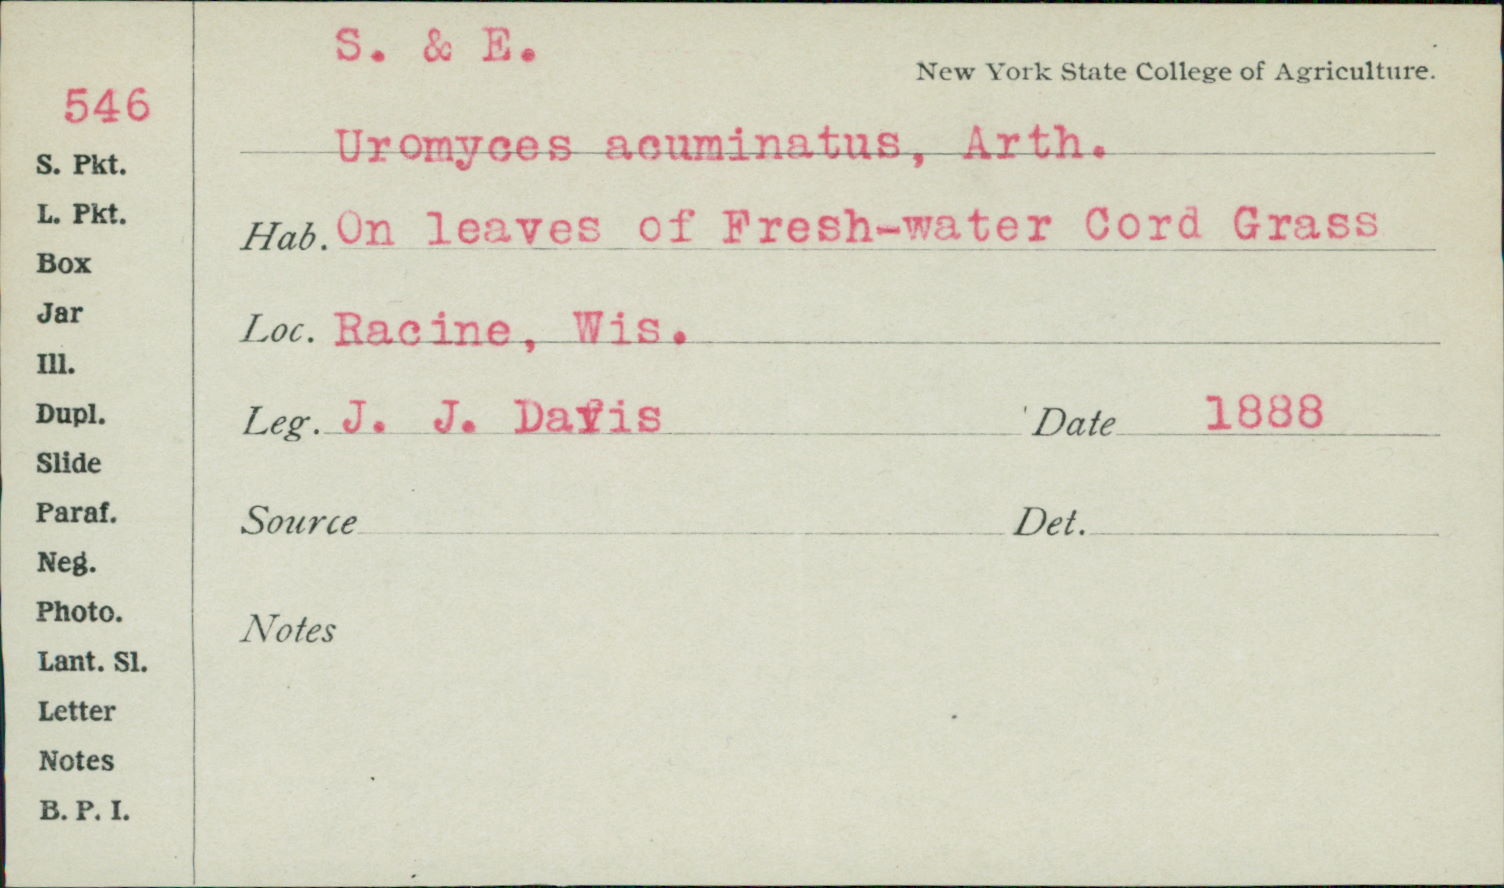 S. & E.
New York State College of Agriculture.
546
Uromyces acuminatus, Arth.
S. Pkt.
L. Pkt.
Hab. On leaves of Fresh-water Cord Grass
Box
Jar
Loc. Racine, Wis.
Ill.
Dupl.
Leg. J. J. Davis Date 1888
Slide
Paraf.
Source Det.
Neg.
Photo.
Notes
Lant. Sl.
Letter
Notes
B. P. I.